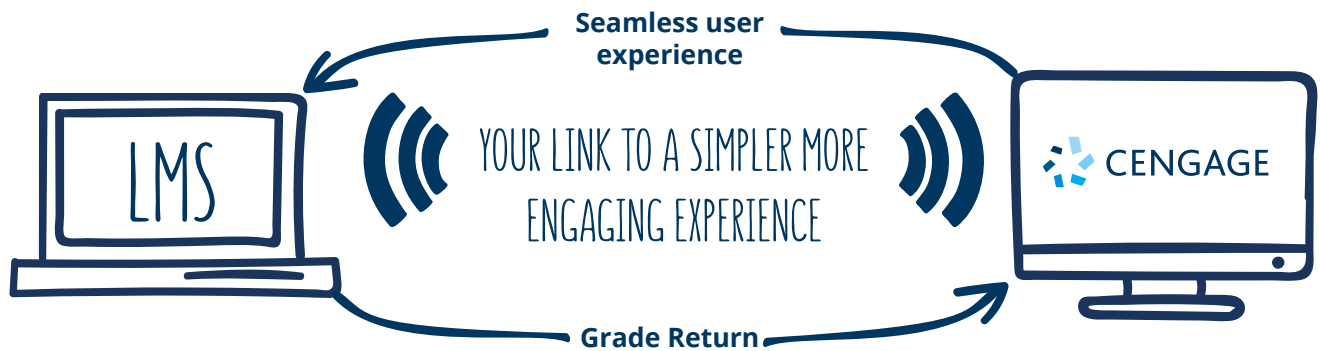 Seamless user
experience
LMS
YOUR LINK TO A SIMPLER MORE
ENGAGING EXPERIENCE
CENGAGE
Grade Return